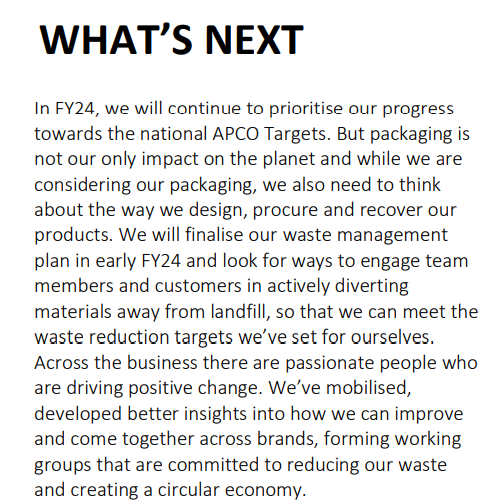 WHAT’S NEXT
In FY24, we will continue to prioritise our progress
towards the national APCO Targets. But packaging is
not our only impact on the planet and while we are
considering our packaging, we also need to think
about the way we design, procure and recover our
products. We will finalise our waste management
plan in early FY24 and look for ways to engage team
members and customers in actively diverting
materials away from landfill, so that we can meet the
waste reduction targets we’ve set for ourselves.
Across the business there are passionate people who
are driving positive change. We’ve mobilised,
developed better insights into how we can improve
and come together across brands, forming working
groups that are committed to reducing our waste
and creating a circular economy.